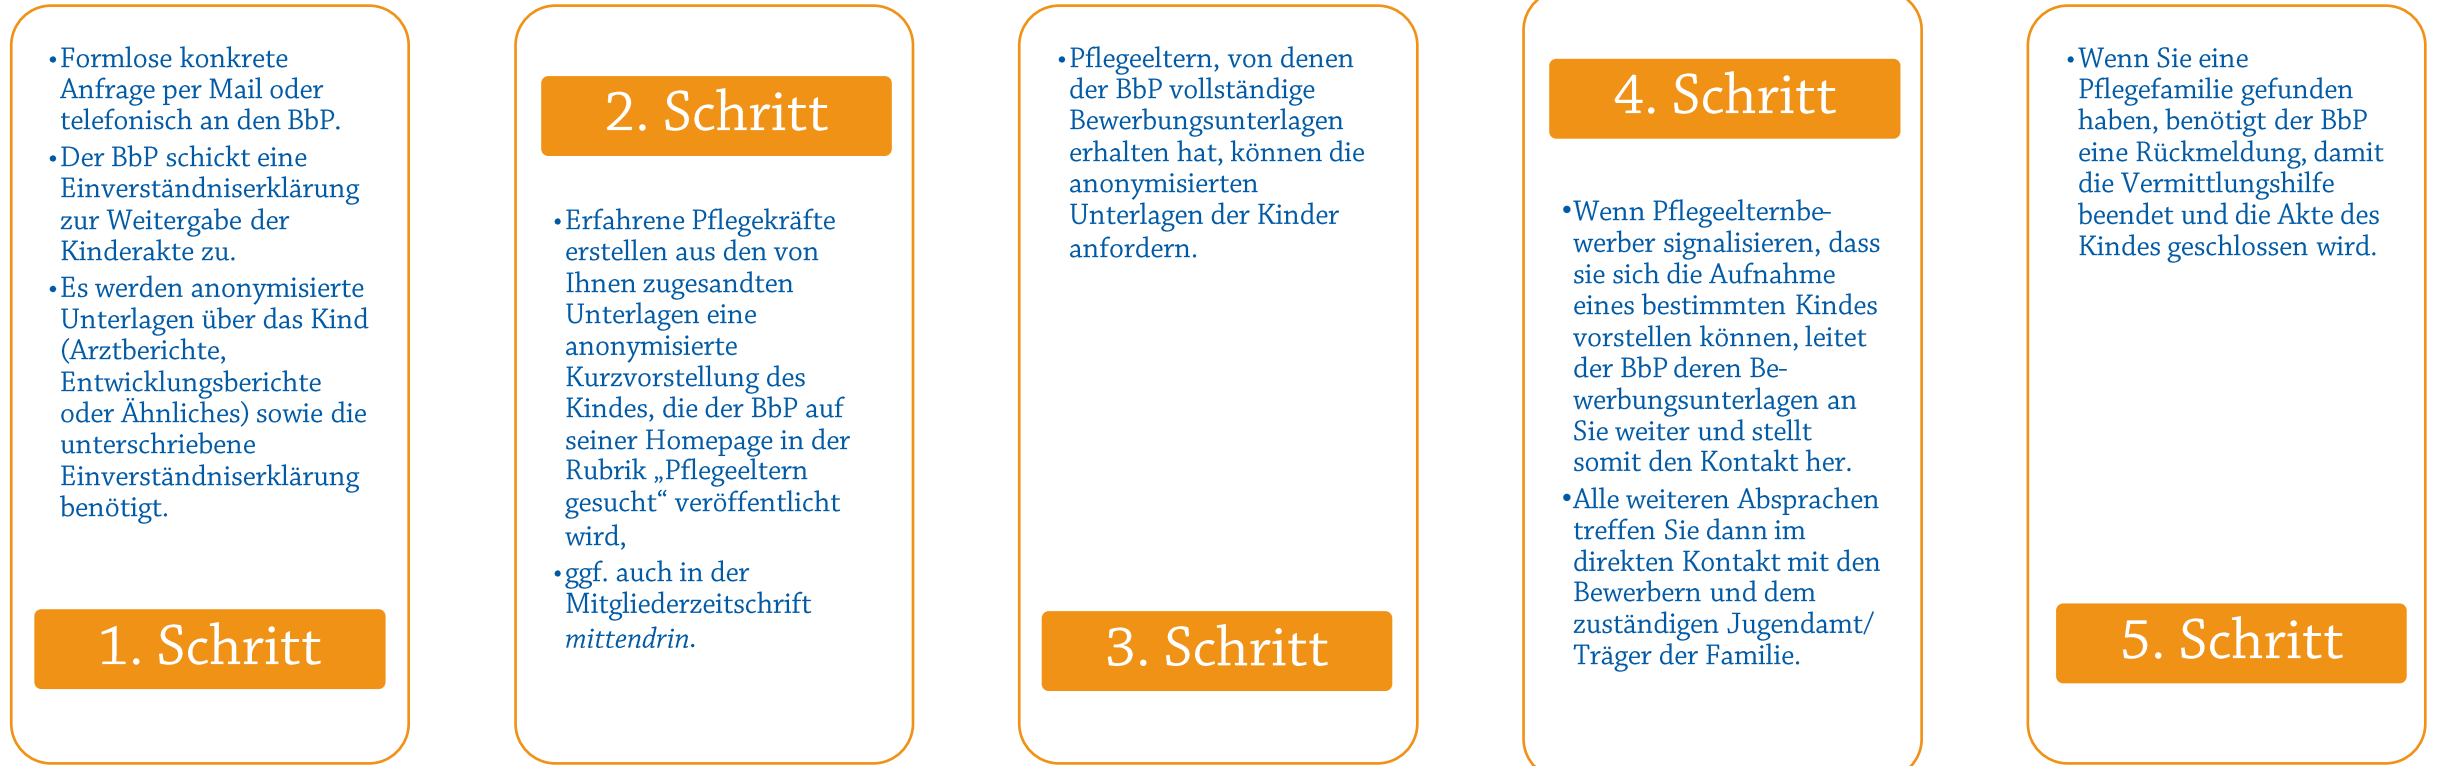 •Formlose konkrete
Anfrage per Mail oder
telefonisch an den BbP.
•Der BbP schickt eine
Einverständniserklärung
zur Weitergabe der
Kinderakte zu.
•Es werden anonymisierte
Unterlagen über das Kind
(Arztberichte,
Entwicklungsberichte
oder Ähnliches) sowie die
unterschriebene
Einverständniserklärung
benötigt.
1. Schritt
2. Schritt
•Erfahrene Pflegekräfte
erstellen aus den von
Ihnen zugesandten
Unterlagen eine
anonymisierte
Kurzvorstellung des
Kindes, die der BbP auf
seiner Homepage in der
Rubrik „Pflegeeltern
gesucht“ veröffentlicht
wird,
•ggf. auch in der
Mitgliederzeitschrift
mittendrin.
•Pflegeeltern, von denen
der BbP vollständige
Bewerbungsunterlagen
erhalten hat, können die
anonymisierten
Unterlagen der Kinder
anfordern.
3. Schritt
4. Schritt
•Wenn Pflegeelternbe-
werber signalisieren, dass
sie sich die Aufnahme
eines bestimmten Kindes
vorstellen können, leitet
der BbP deren Be-
werbungsunterlagen an
Sie weiter und stellt
somit den Kontakt her.
•Alle weiteren Absprachen
treffen Sie dann im
direkten Kontakt mit den
Bewerbern und dem
zuständigen Jugendamt/
Träger der Familie.
•Wenn Sie eine
Pflegefamilie gefunden
haben, benötigt der BbP
eine Rückmeldung, damit
die Vermittlungshilfe
beendet und die Akte des
Kindes geschlossen wird.
5. Schritt